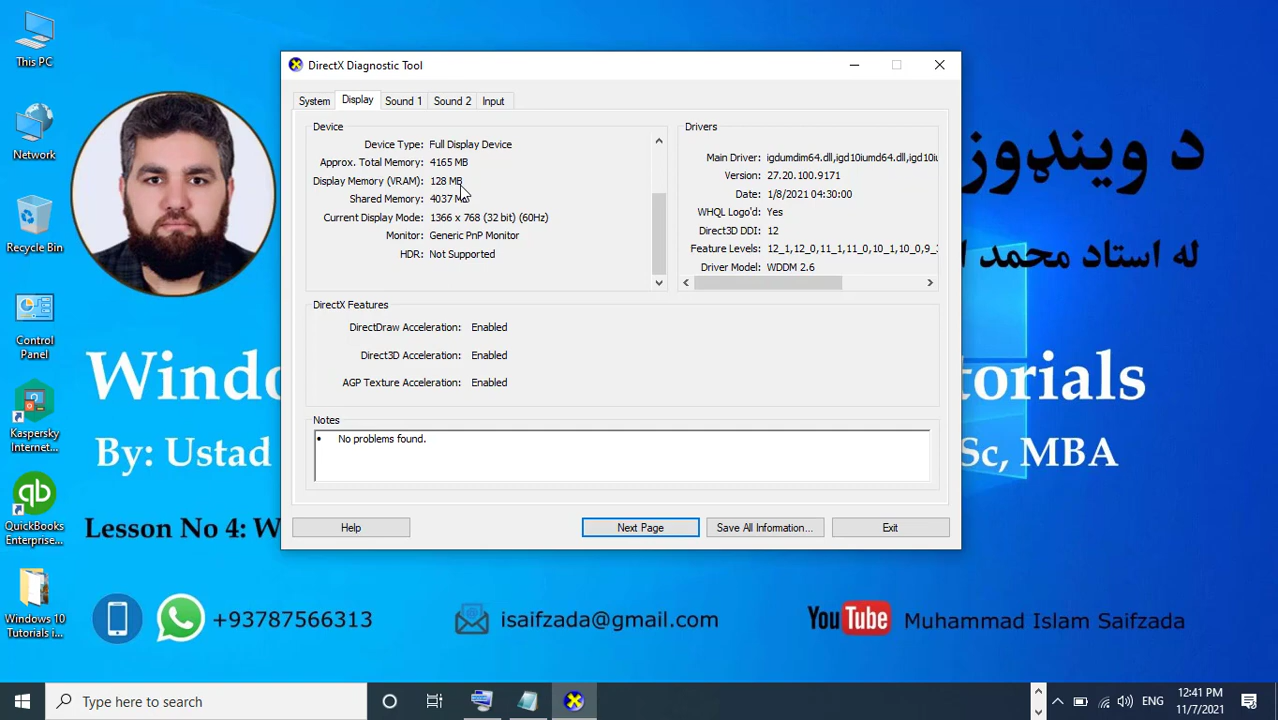 This PC
Network
Recycle Bin
Control
Panel
Kaspersky
Internet...
QuickBooks
Enterprise...
Windows 10
Tutorials i...
د وينډوز
له استاد محمد ا
Windo
torials
By: Ustad
Sc, MBA
Lesson No 4: W
DirectX Diagnostic Tool
System Display Sound 1 Sound 2 Input
Device
Device Type: Full Display Device
Approx. Total Memory: 4165 MB
Display Memory (VRAM): 128 MB
Shared Memory: 4037 M
Current Display Mode: 1366 x 768 (32 bit) (60Hz)
Monitor: Generic PnP Monitor
HDR: Not Supported
Drivers
Main Driver: igdumdim64.dll,igd10iumd64.dll,igd10iu
Version: 27.20.100.9171
Date: 1/8/2021 04:30:00
WHQL Logo'd: Yes
Direct3D DDI: 12
Feature Levels: 12_1,12_0,11_1,11_0,10_1,10_0,9_
Driver Model: WDDM 2.6
DirectX Features
DirectDraw Acceleration: Enabled
Direct3D Acceleration: Enabled
AGP Texture Acceleration: Enabled
Notes
• No problems found.
Help Next Page Save All Information... Exit
+93787566313 isaifzada@gmail.com YouTube Muhammad Islam Saifzada
Type here to search
ENG
12:41 PM
11/7/2021